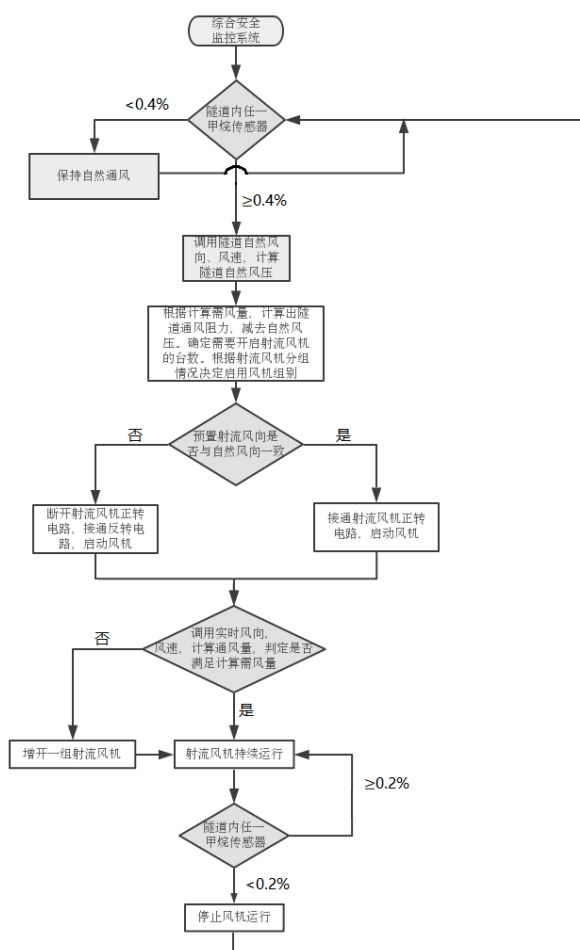 综合安全
监控系统
<0.4%
隧道内任一
甲烷传感器
保持自然通风
≥0.4%
调用隧道自然风
向、风速，计算
隧道自然风压
根据计算需风量，计算出隧
道通风阻力，减去自然风
压。确定需要开启射流风机
的台数。根据射流风机分组
情况决定启用风机组别
否
预置射流风向是
否与自然风向一致
是
断开射流风机正转
电路，接通反转电
路，启动风机
接通射流风机正转
电路，启动风机
否
调用实时风向，
风速，计算通风量，判定是否
满足计算需风量
是
增开一组射流风机
射流风机持续运行
≥0.2%
隧道内任一
甲烷传感器
<0.2%
停止风机运行